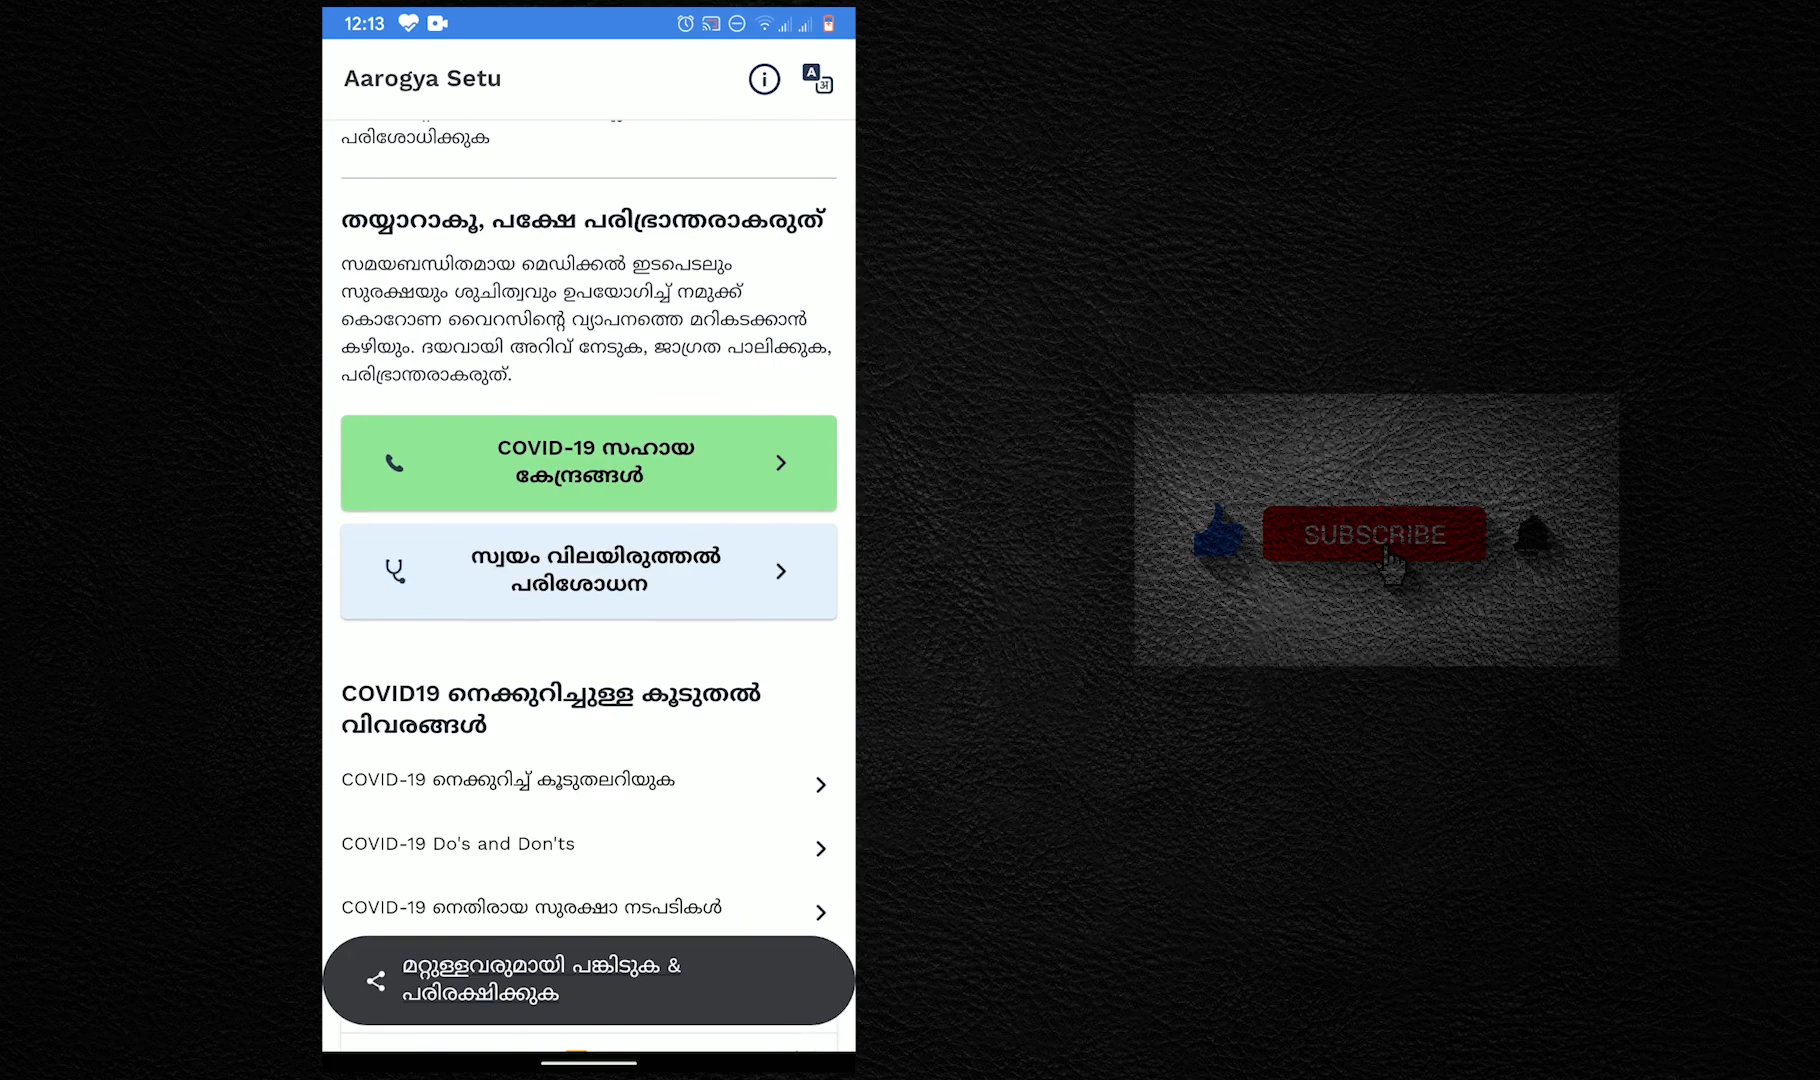 12:13
Aarogya Setu
പരിശോധിക്കുക
തയ്യാറാകൂ, പക്ഷേ പരിഭ്രാന്തരാകരുത്
സമയബന്ധിതമായ മെഡിക്കൽ ഇടപെടലും
സുരക്ഷയും ശുചിത്വവും ഉപയോഗിച്ച് നമുക്ക്
കൊറോണ വൈറസിന്റെ വ്യാപനത്തെ മറികടക്കാൻ
കഴിയും. ദയവായി അറിവ് നേടുക, ജാഗ്രത പാലിക്കുക,
പരിഭ്രാന്തരാകരുത്.
COVID-19 സഹായ
കേന്ദ്രങ്ങൾ
സ്വയം വിലയിരുത്തൽ
പരിശോധന
COVID19 നെക്കുറിച്ചുള്ള കൂടുതൽ
വിവരങ്ങൾ
COVID-19 നെക്കുറിച്ച് കൂടുതലറിയുക
COVID-19 Do's and Don'ts
COVID-19 നെതിരായ സുരക്ഷാ നടപടികൾ
മറ്റുള്ളവരുമായി പങ്കിടുക &
പരിരക്ഷിക്കുക
SUBSCRIBE